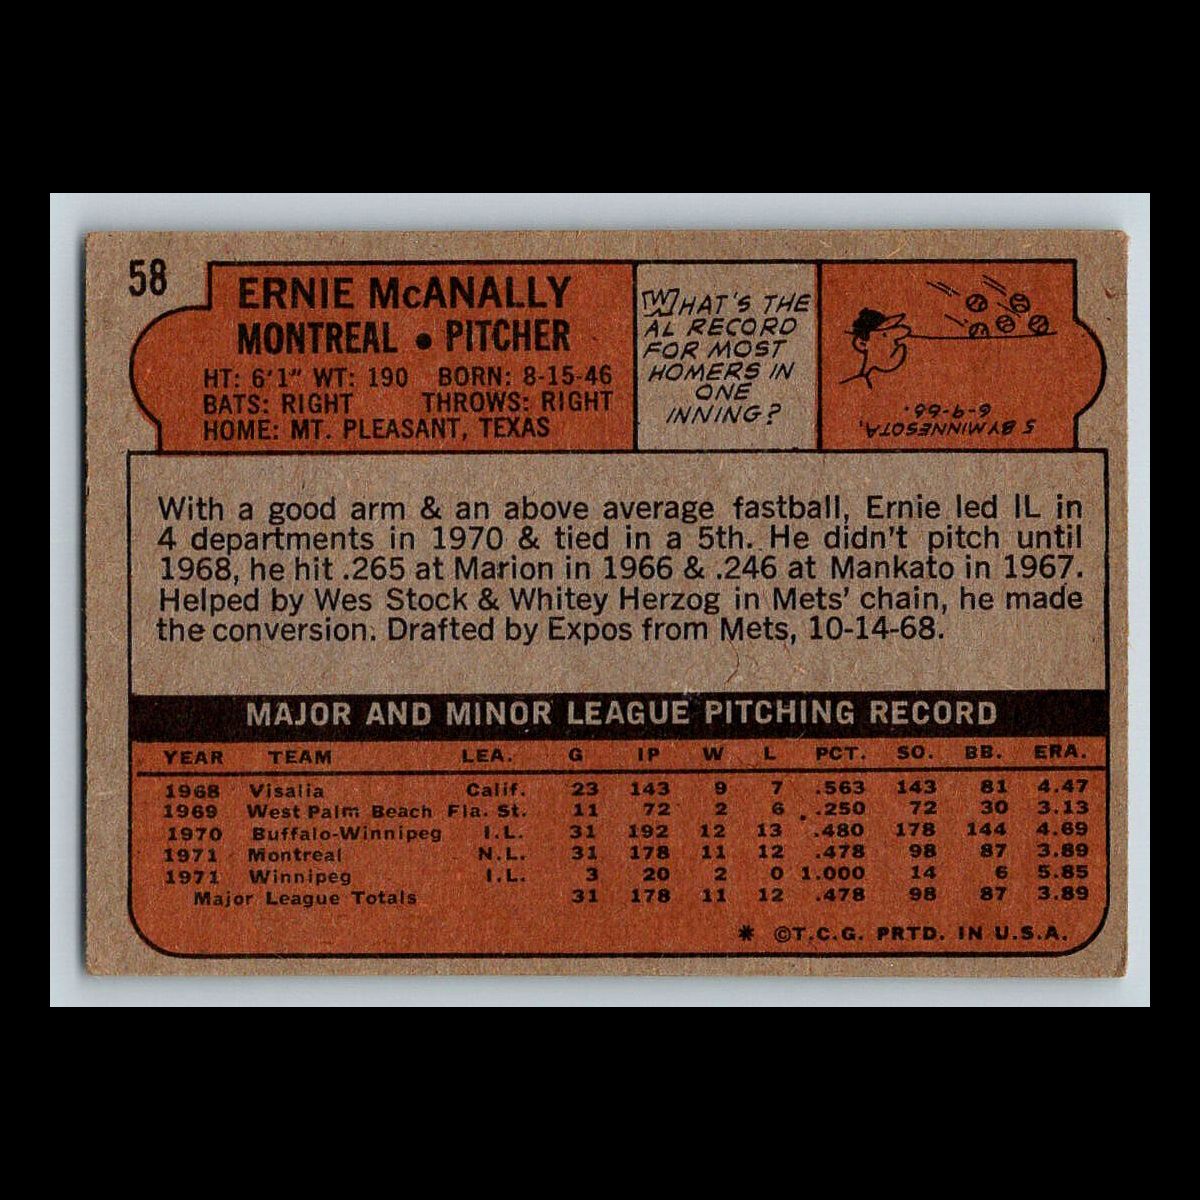 58
ERNIE McANALLY
MONTREAL • PITCHER
HT: 6'1" WT: 190 BORN: 8-15-46
BATS: RIGHT THROWS: RIGHT
HOME: MT. PLEASANT, TEXAS
WHAT'S THE
AL RECORD
FOR MOST
HOMERS IN
ONE
INNING?
5 BY MINNESOTA,
6-9-66.
With a good arm & an above average fastball, Ernie led IL in
4 departments in 1970 & tied in a 5th. He didn't pitch until
1968, he hit .265 at Marion in 1966 & .246 at Mankato in 1967.
Helped by Wes Stock & Whitey Herzog in Mets' chain, he made
the conversion. Drafted by Expos from Mets, 10-14-68.
MAJOR AND MINOR LEAGUE PITCHING RECORD
YEAR TEAM LEA. G IP W L PCT. SO. BB. ERA.
1968 Visalia Calif. 23 143 9 7 .563 143 81 4.47
1969 West Palm Beach Fla. St. 11 72 2 6 .250 72 30 3.13
1970 Buffalo-Winnipeg I.L. 31 192 12 13 .480 178 144 4.69
1971 Montreal N.L. 31 178 11 12 .478 98 87 3.89
1971 Winnipeg I.L. 3 20 2 0 1.000 14 6 5.85
Major League Totals 31 178 11 12 .478 98 87 3.89
* ©T.C.G. PRTD. IN U.S.A.